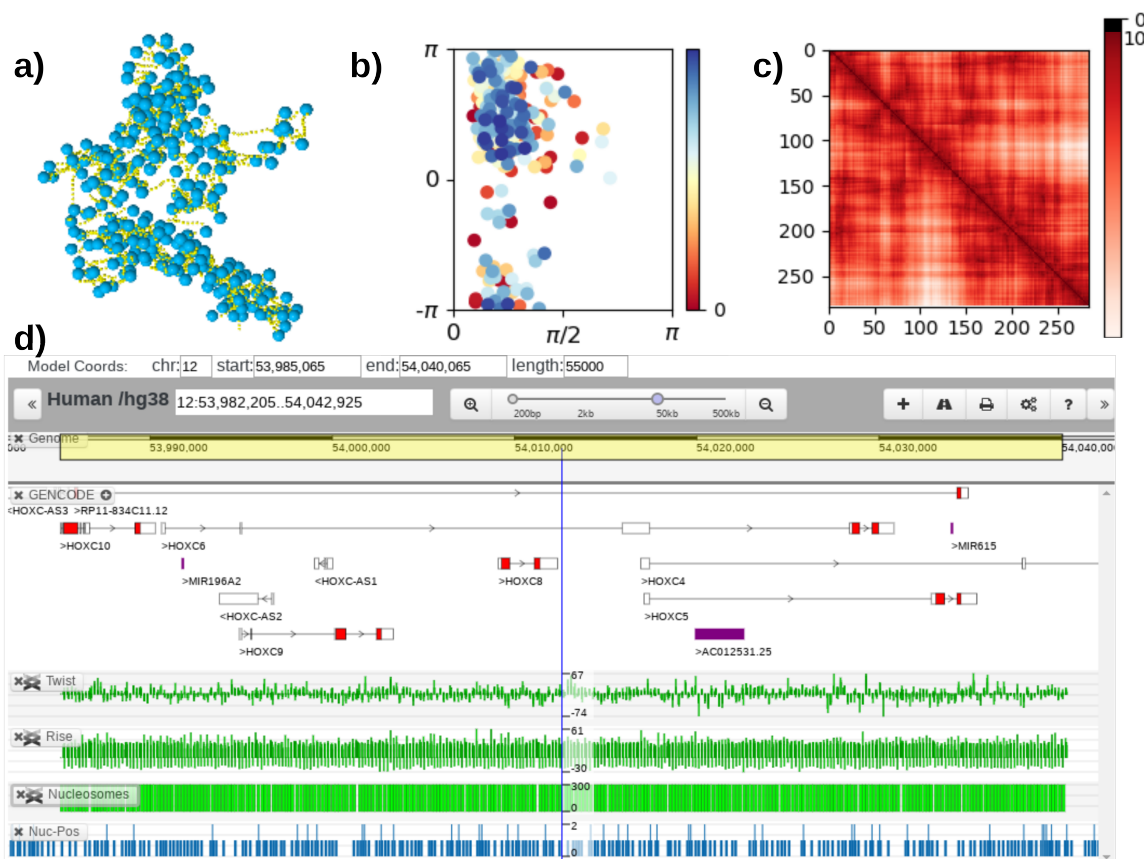 a)
b)
π
0
-π
0
π/2
π
0
c)
0
50
100
150
200
250
0
50
100
150
200
250
0
10
d)
Model Coords: chr: 12 start: 53,985,065 end: 54,040,065 length: 55000
« Human /hg38 12:53,982,205..54,042,925 200bp 2kb 50kb 500kb + ? »
× Genome
53,990,000 54,000,000 54,010,000 54,020,000 54,030,000 54,040,000
× GENCODE
<HOXC-AS3 >RP11-834C11.12
>HOXC10 >HOXC6 >MIR615
>MIR196A2 <HOXC-AS1 >HOXC8 >HOXC4
<HOXC-AS2 >HOXC5
>HOXC9 >AC012531.25
× Twist 67
-74
× Rise 61
-30
× Nucleosomes 300
0
× Nuc-Pos 2
0